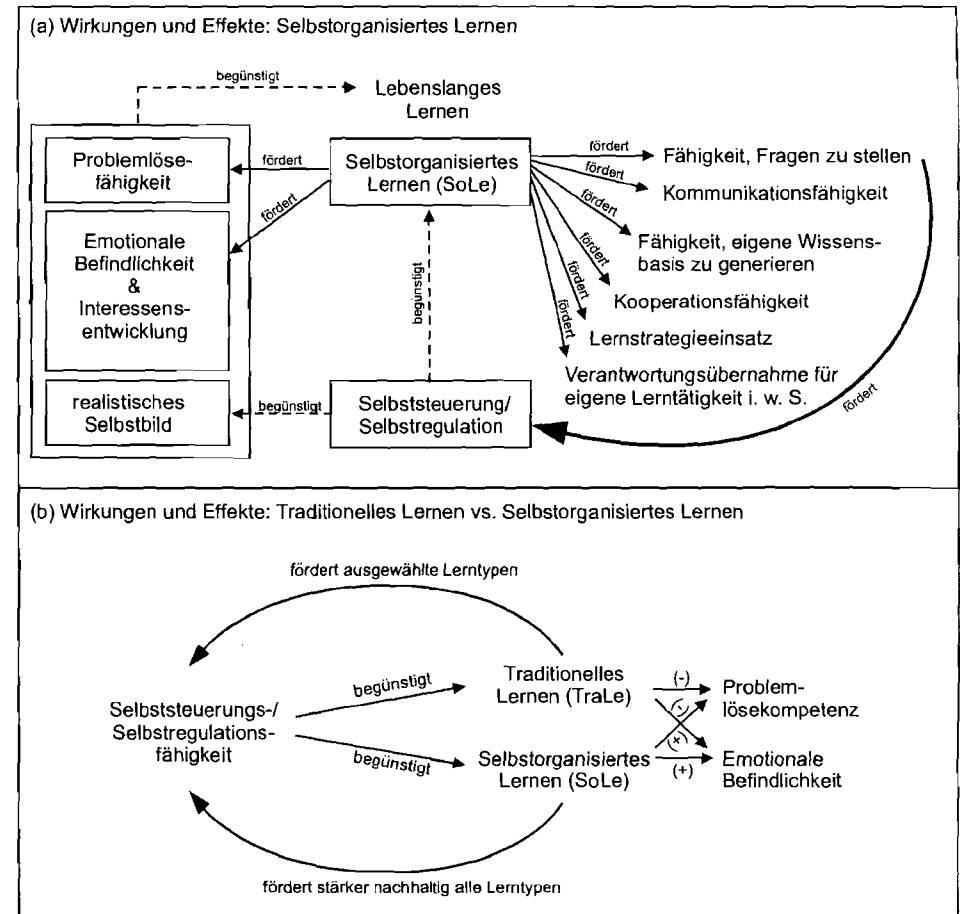 (a) Wirkungen und Effekte: Selbstorganisiertes Lernen
begünstigt
Lebenslanges
Lernen
Problemlöse-
fähigkeit
fördert
Selbstorganisiertes
Lernen (SoLe)
fördert
Fähigkeit, Fragen zu stellen
fördert
Kommunikationsfähigkeit
fördert
Emotionale
Befindlichkeit
&
Interessens-
entwicklung
fördert
Fähigkeit, eigene Wissens-
basis zu generieren
fördert
Kooperationsfähigkeit
fördert
Lernstrategieeinsatz
fördert
Verantwortungsübernahme für
eigene Lerntätigkeit i. w. S.
begünstigt
realistisches
Selbstbild
begünstigt
Selbststeuerung/
Selbstregulation
fördert
(b) Wirkungen und Effekte: Traditionelles Lernen vs. Selbstorganisiertes Lernen
fördert ausgewählte Lerntypen
Selbststeuerungs-/
Selbstregulations-
fähigkeit
begünstigt
begünstigt
Traditionelles
Lernen (TraLe)
Selbstorganisiertes
Lernen (SoLe)
(-)
(+)
(+)
Problem-
lösekompetenz
Emotionale
Befindlichkeit
fördert stärker nachhaltig alle Lerntypen